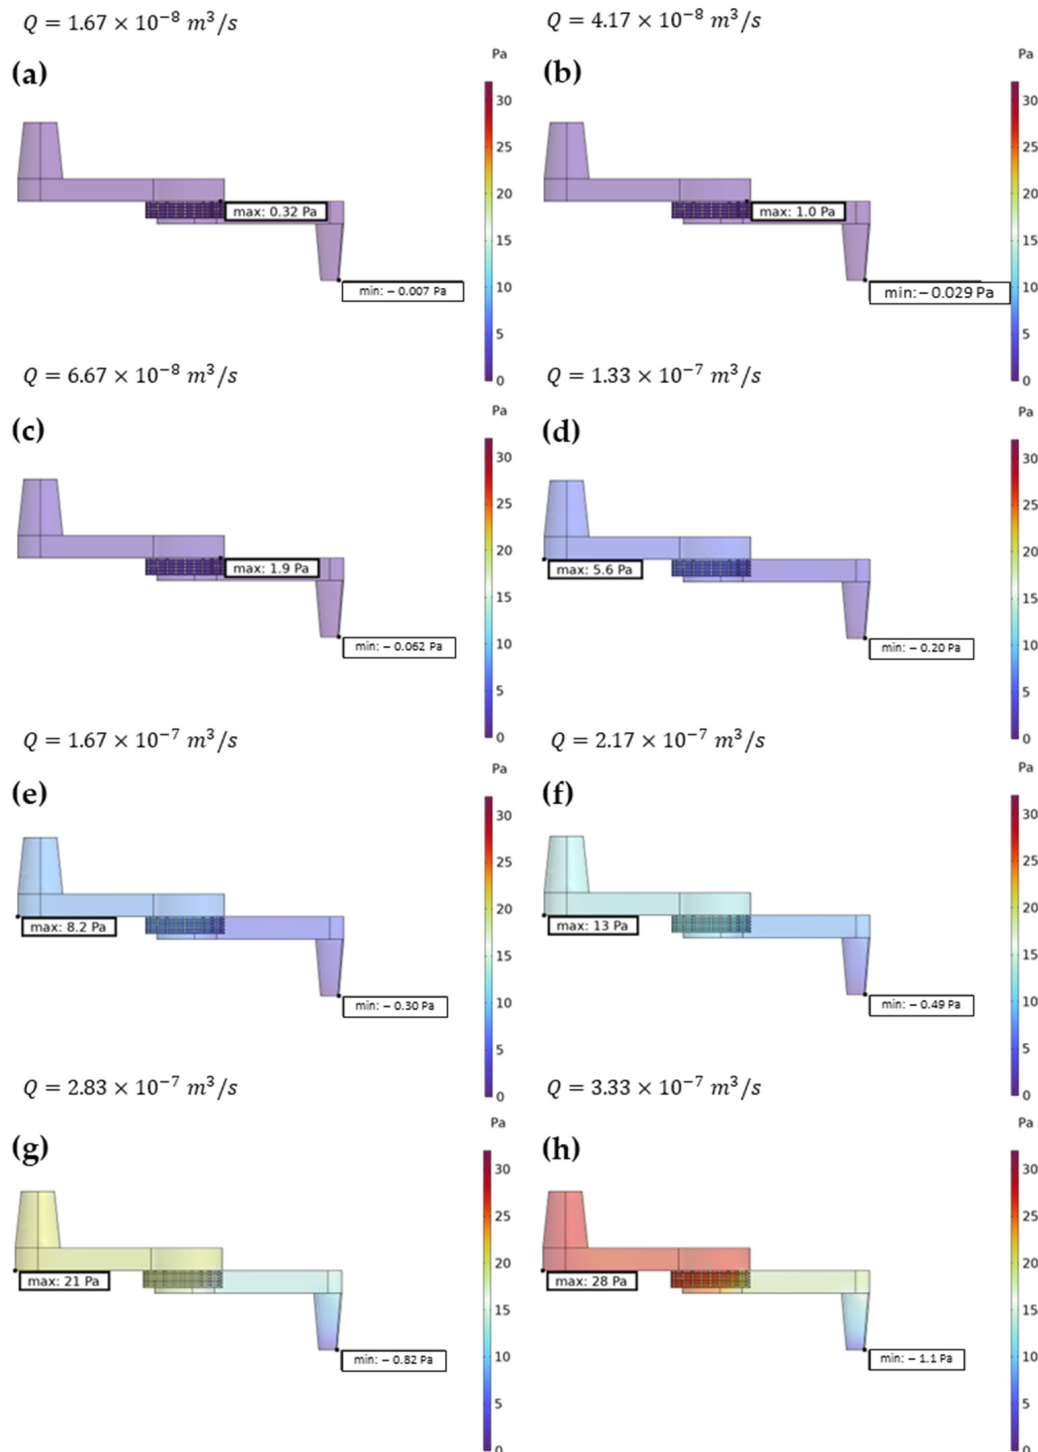 Q = 1.67 × 10⁻⁸ m³/s
Q = 4.17 × 10⁻⁸ m³/s
Pa
Pa
(a)
(b)
30
25
20
15
10
5
0
max: 0.32 Pa
min: − 0.007 Pa
30
25
20
15
10
5
0
max: 1.0 Pa
min:− 0.029 Pa
Q = 6.67 × 10⁻⁸ m³/s
Q = 1.33 × 10⁻⁷ m³/s
Pa
Pa
(c)
(d)
30
25
20
15
10
5
0
max: 1.9 Pa
min: − 0.062 Pa
30
25
20
15
10
5
0
max: 5.6 Pa
min: − 0.20 Pa
Q = 1.67 × 10⁻⁷ m³/s
Q = 2.17 × 10⁻⁷ m³/s
Pa
Pa
(e)
(f)
30
25
20
15
10
5
0
max: 8.2 Pa
min: − 0.30 Pa
30
25
20
15
10
5
0
max: 13 Pa
min: − 0.49 Pa
Q = 2.83 × 10⁻⁷ m³/s
Q = 3.33 × 10⁻⁷ m³/s
Pa
Pa
(g)
(h)
30
25
20
15
10
5
0
max: 21 Pa
min: − 0.82 Pa
30
25
20
15
10
5
0
max: 28 Pa
min: − 1.1 Pa